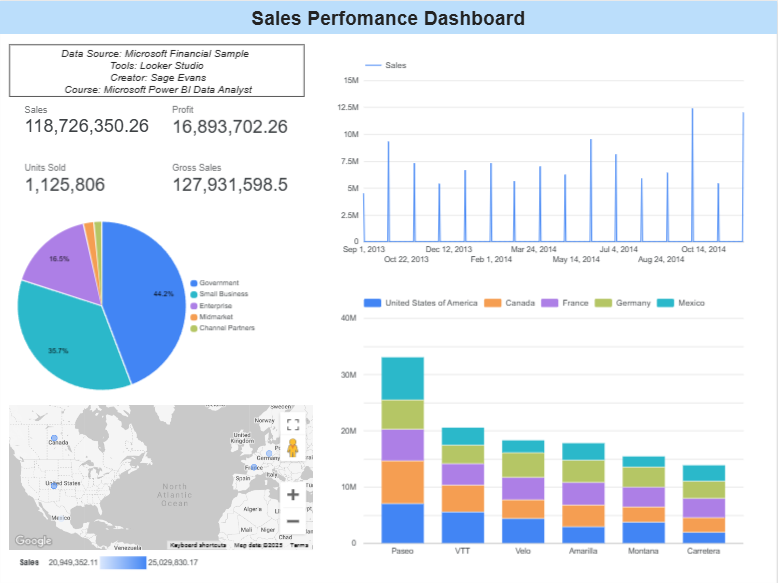 Sales Perfomance Dashboard
Data Source: Microsoft Financial Sample
Tools: Looker Studio
Creator: Sage Evans
Course: Microsoft Power BI Data Analyst
Sales
118,726,350.26
Profit
16,893,702.26
Units Sold
1,125,806
Gross Sales
127,931,598.5
44.2%
35.7%
16.5%
Government
Small Business
Enterprise
Midmarket
Channel Partners
Sales
15M
12.5M
10M
7.5M
5M
2.5M
0
Sep 1, 2013
Oct 22, 2013
Dec 12, 2013
Feb 1, 2014
Mar 24, 2014
May 14, 2014
Jul 4, 2014
Aug 24, 2014
Oct 14, 2014
United States of America
Canada
France
Germany
Mexico
40M
30M
20M
10M
0
Paseo
VTT
Velo
Amarilla
Montana
Carretera
Sweden
Norway
Canada
United
Kingdom
Germany
France
Spain
Italy
United States
North
Atlantic
Ocean
Mexico
Algeria
Mali
Niger
Chad
Venezuela
Google
Keyboard shortcuts
Map data ©2025
Terms
Sales
20,949,352.11
25,029,830.17